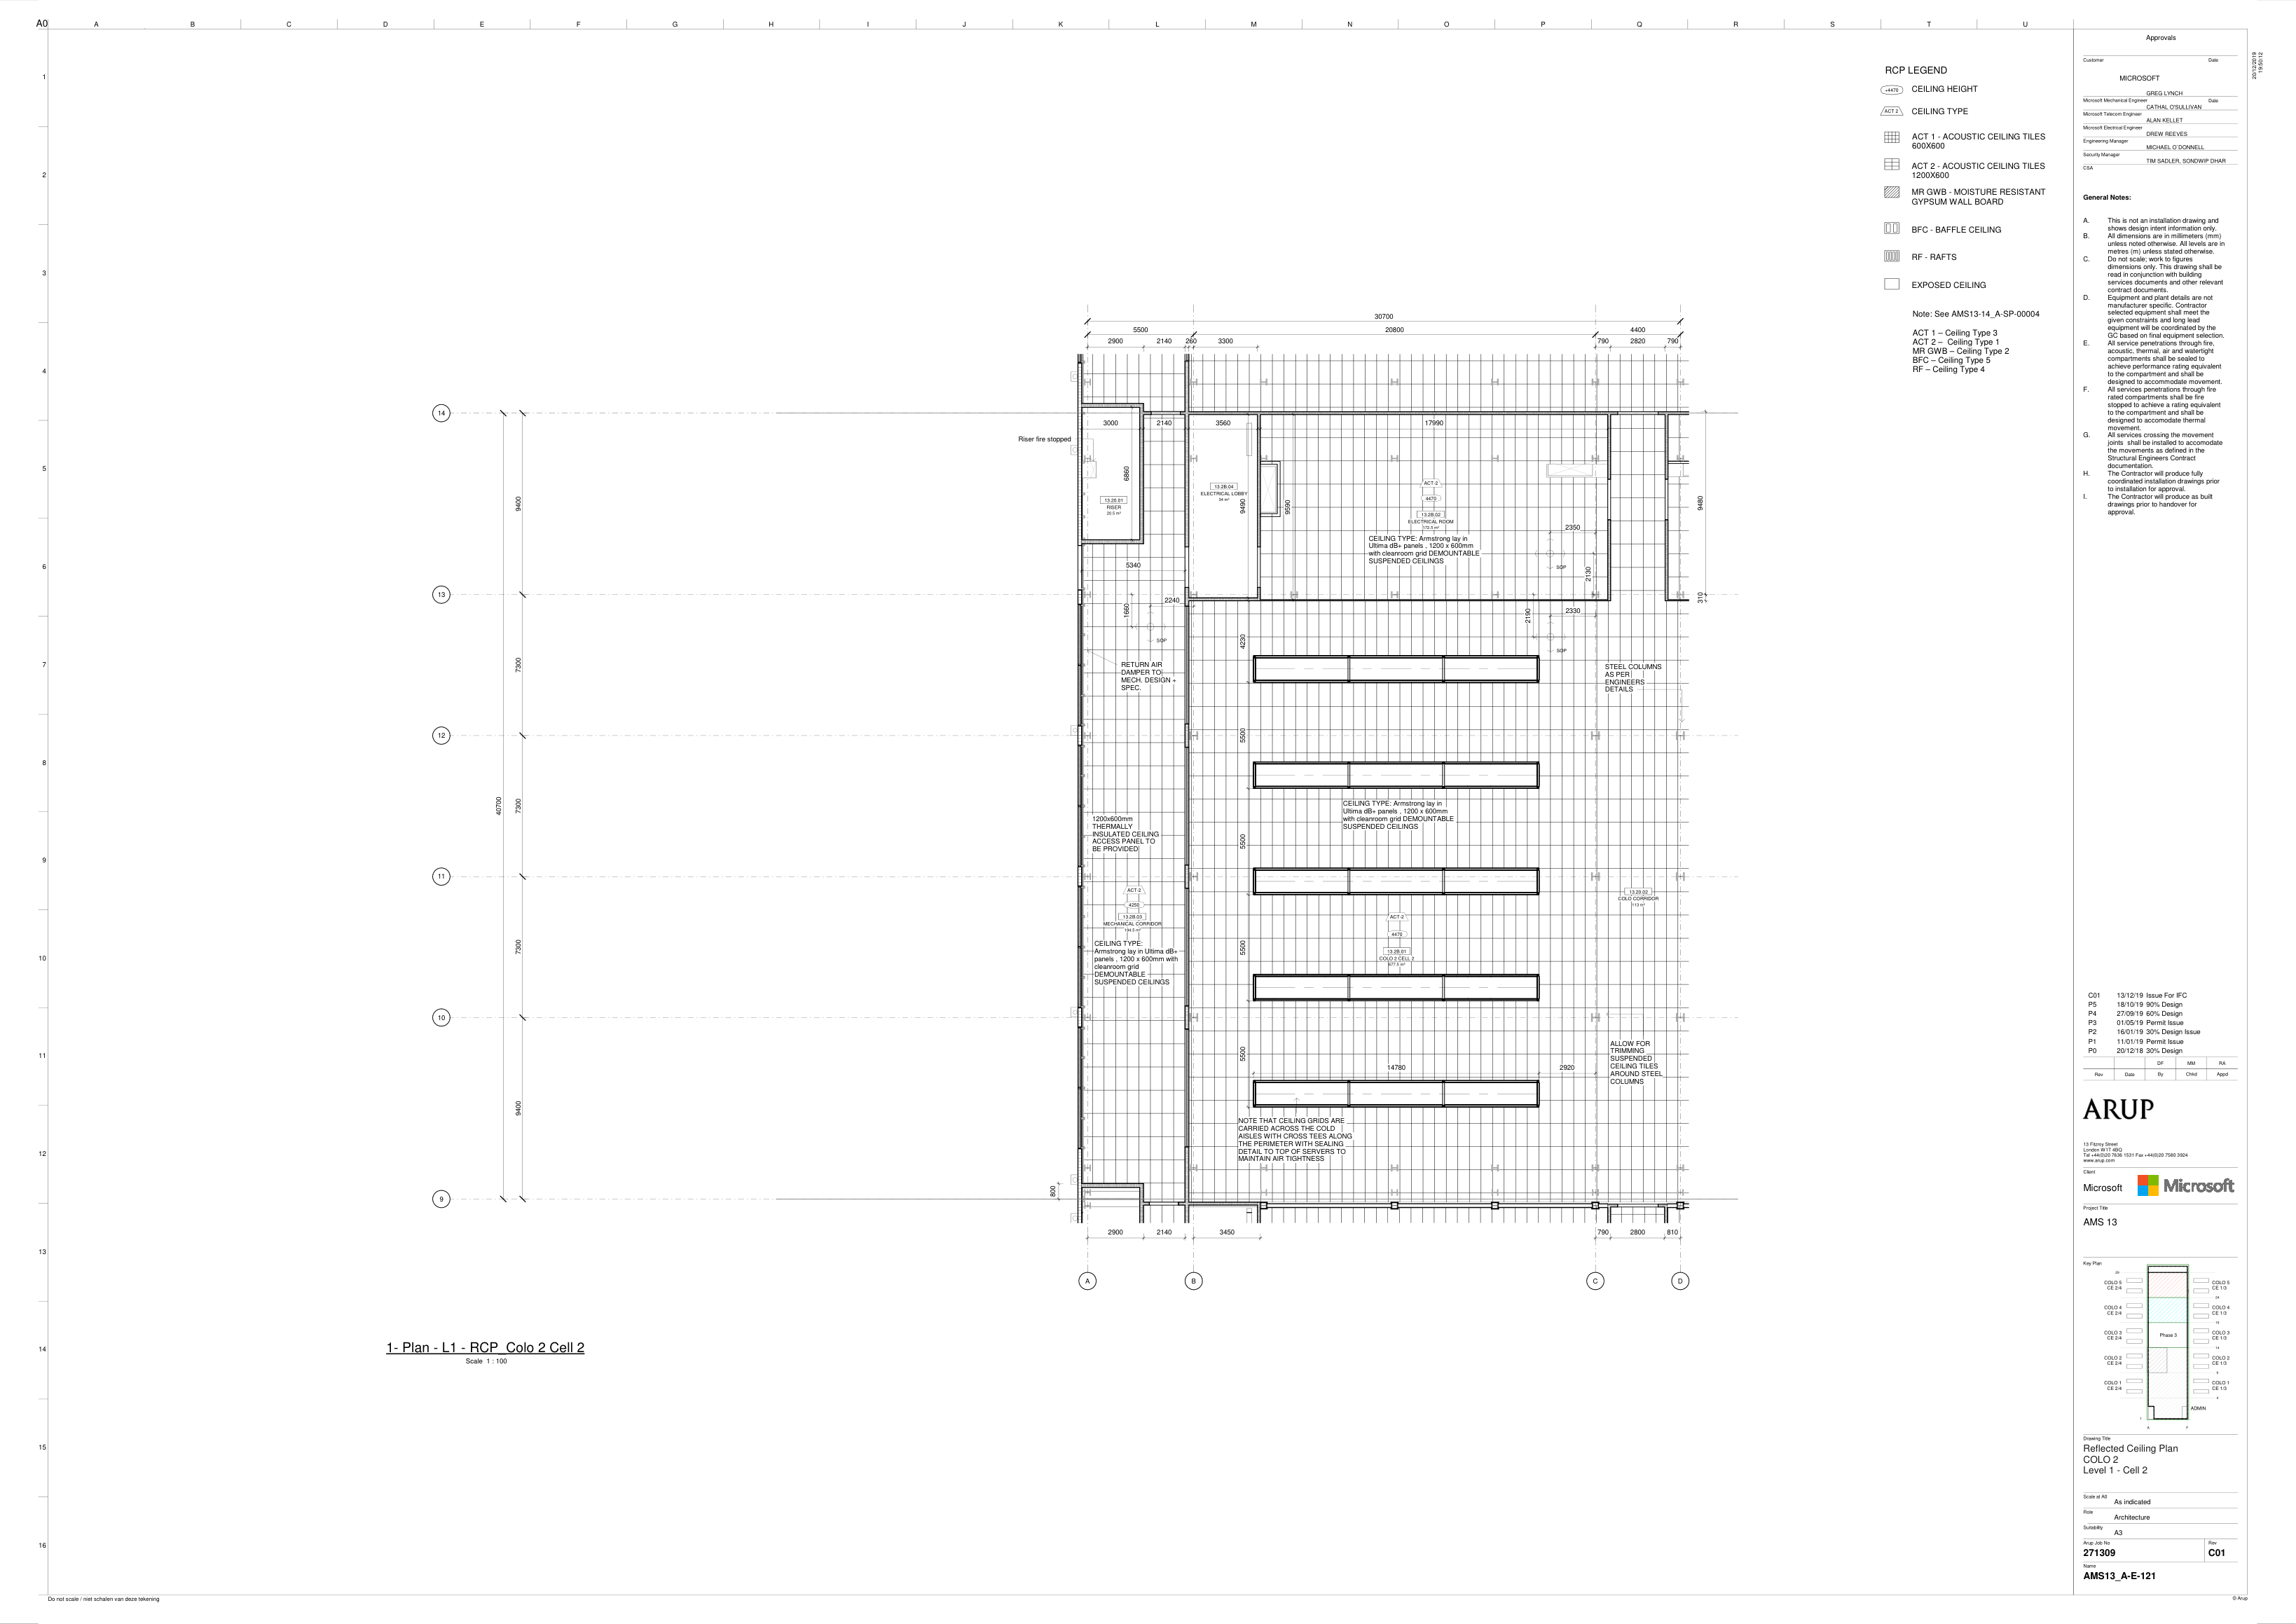 A0
A B C D E F G H I J K L M N O P Q R S T U
1
2
3
4
5
6
7
8
9
10
11
12
13
14
15
16
RCP LEGEND
+4470 CEILING HEIGHT
ACT 2 CEILING TYPE
ACT 1 - ACOUSTIC CEILING TILES
600X600
ACT 2 - ACOUSTIC CEILING TILES
1200X600
MR GWB - MOISTURE RESISTANT
GYPSUM WALL BOARD
BFC - BAFFLE CEILING
RF - RAFTS
EXPOSED CEILING
Note: See AMS13-14_A-SP-00004
ACT 1 – Ceiling Type 3
ACT 2 – Ceiling Type 1
MR GWB – Ceiling Type 2
BFC – Ceiling Type 5
RF – Ceiling Type 4
30700
5500 20800 4400
2900 2140 260 3300 790 2820 790
14
13
12
11
10
9
9400
7300
7300
7300
9400
40700
Riser fire stopped
3000 2140 3560 17990
6860
13.2E.01
RISER
20.5 m²
13.2B.04
ELECTRICAL LOBBY
34 m²
9490
9590
ACT-2
4470
13.2B.02
ELECTRICAL ROOM
172.5 m²
CEILING TYPE: Armstrong lay in
Ultima dB+ panels , 1200 x 600mm
with cleanroom grid DEMOUNTABLE
SUSPENDED CEILINGS
2350
SOP
2130
9480
310
5340
2240
1660
SOP
2330
2190
SOP
4230
RETURN AIR
DAMPER TO
MECH. DESIGN +
SPEC.
STEEL COLUMNS
AS PER
ENGINEERS
DETAILS
5500
CEILING TYPE: Armstrong lay in
Ultima dB+ panels , 1200 x 600mm
with cleanroom grid DEMOUNTABLE
SUSPENDED CEILINGS
1200x600mm
THERMALLY
INSULATED CEILING
ACCESS PANEL TO
BE PROVIDED
5500
ACT-2
4250
13.2B.03
MECHANICAL CORRIDOR
13.20.02
COLO CORRIDOR
113 m²
ACT-2
4470
13.2B.01
COLO 2 CELL 2
677.5 m²
5500
CEILING TYPE:
Armstrong lay in Ultima dB+
panels , 1200 x 600mm with
cleanroom grid
DEMOUNTABLE
SUSPENDED CEILINGS
5500
14780 2920
ALLOW FOR
TRIMMING
SUSPENDED
CEILING TILES
AROUND STEEL
COLUMNS
NOTE THAT CEILING GRIDS ARE
CARRIED ACROSS THE COLD
AISLES WITH CROSS TEES ALONG
THE PERIMETER WITH SEALING
DETAIL TO TOP OF SERVERS TO
MAINTAIN AIR TIGHTNESS
800
2900 2140 3450 790 2800 810
A B C D
1- Plan - L1 - RCP_Colo 2 Cell 2
Scale 1 : 100
Do not scale / niet schalen van deze tekening
20/12/2019
19:50:12
Approvals
Customer Date
MICROSOFT
GREG LYNCH
Microsoft Mechanical Engineer Date
CATHAL O'SULLIVAN
Microsoft Telecom Engineer
ALAN KELLET
Microsoft Electrical Engineer
DREW REEVES
Engineering Manager
MICHAEL O'DONNELL
Security Manager
TIM SADLER, SONDWIP DHAR
CSA
General Notes:
A. This is not an installation drawing and
shows design intent information only.
B. All dimensions are in millimeters (mm)
unless noted otherwise. All levels are in
metres (m) unless stated otherwise.
C. Do not scale; work to figures
dimensions only. This drawing shall be
read in conjunction with building
services documents and other relevant
contract documents.
D. Equipment and plant details are not
manufacturer specific. Contractor
selected equipment shall meet the
given constraints and long lead
equipment will be coordinated by the
GC based on final equipment selection.
E. All service penetrations through fire,
acoustic, thermal, air and watertight
compartments shall be sealed to
achieve performance rating equivalent
to the compartment and shall be
designed to accommodate movement.
F. All services penetrations through fire
rated compartments shall be fire
stopped to achieve a rating equivalent
to the compartment and shall be
designed to accomodate thermal
movement.
G. All services crossing the movement
joints shall be installed to accomodate
the movements as defined in the
Structural Engineers Contract
documentation.
H. The Contractor will produce fully
coordinated installation drawings prior
to installation for approval.
I. The Contractor will produce as built
drawings prior to handover for
approval.
C01 13/12/19 Issue For IFC
P5 18/10/19 90% Design
P4 27/09/19 60% Design
P3 01/05/19 Permit Issue
P2 16/01/19 30% Design Issue
P1 11/01/19 Permit Issue
P0 20/12/18 30% Design
DF MM RA
Rev Date By Chkd Appd
ARUP
13 Fitzroy Street
London W1T 4BQ
Tel +44(0)20 7636 1531 Fax +44(0)20 7580 3924
www.arup.com
Client
Microsoft Microsoft
Project Title
AMS 13
Key Plan
COLO 5
CE 2/4
COLO 5
CE 1/3
COLO 4
CE 2/4
COLO 4
CE 1/3
COLO 3
CE 2/4
Phase 3
COLO 3
CE 1/3
COLO 2
CE 2/4
COLO 2
CE 1/3
COLO 1
CE 2/4
COLO 1
CE 1/3
ADMIN
Drawing Title
Reflected Ceiling Plan
COLO 2
Level 1 - Cell 2
Scale at A0
As indicated
Role
Architecture
Suitability
A3
Arup Job No Rev
271309 C01
Name
AMS13_A-E-121
© Arup